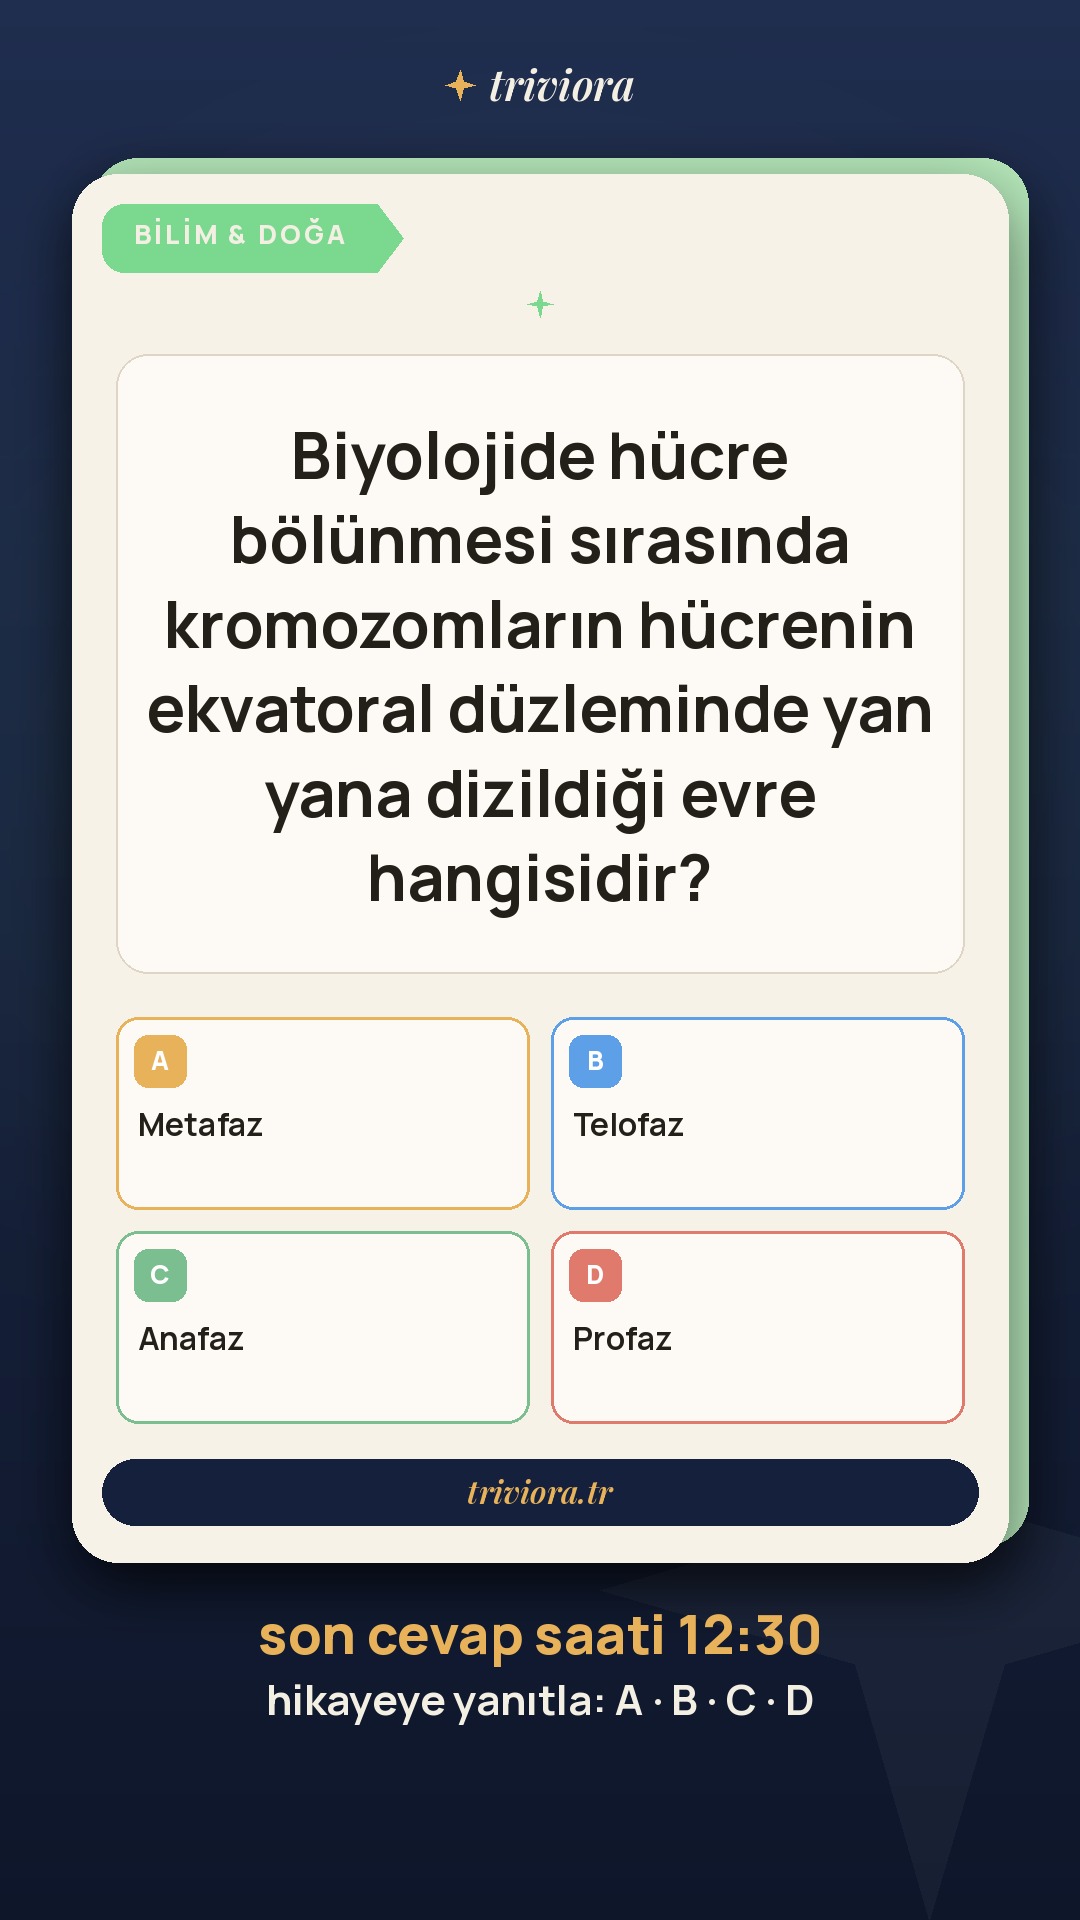 triviora
BİLİM & DOĞA
Biyolojide hücre
bölünmesi sırasında
kromozomların hücrenin
ekvatoral düzleminde yan
yana dizildiği evre
hangisidir?
A
Metafaz
B
Telofaz
C
Anafaz
D
Profaz
triviora.tr
son cevap saati 12:30
hikayeye yanıtla: A · B · C · D